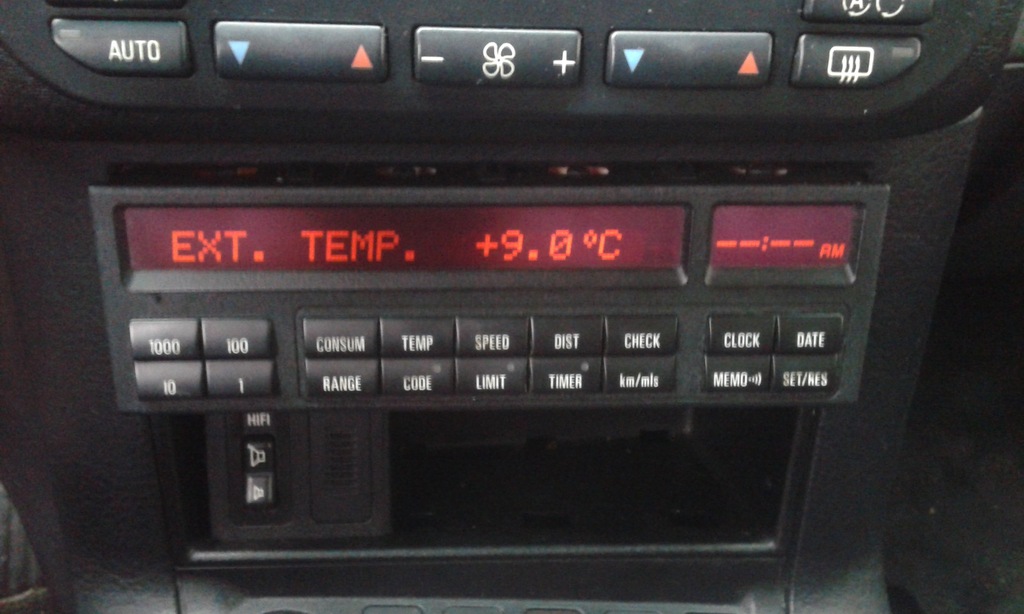 AUTO
EXT. TEMP. +9.0ºC
--:-- AM
1000 100
CONSUM TEMP SPEED DIST CHECK
CLOCK DATE
10 1
RANGE CODE LIMIT TIMER km/mls
MEMO SET/RES
HIFI